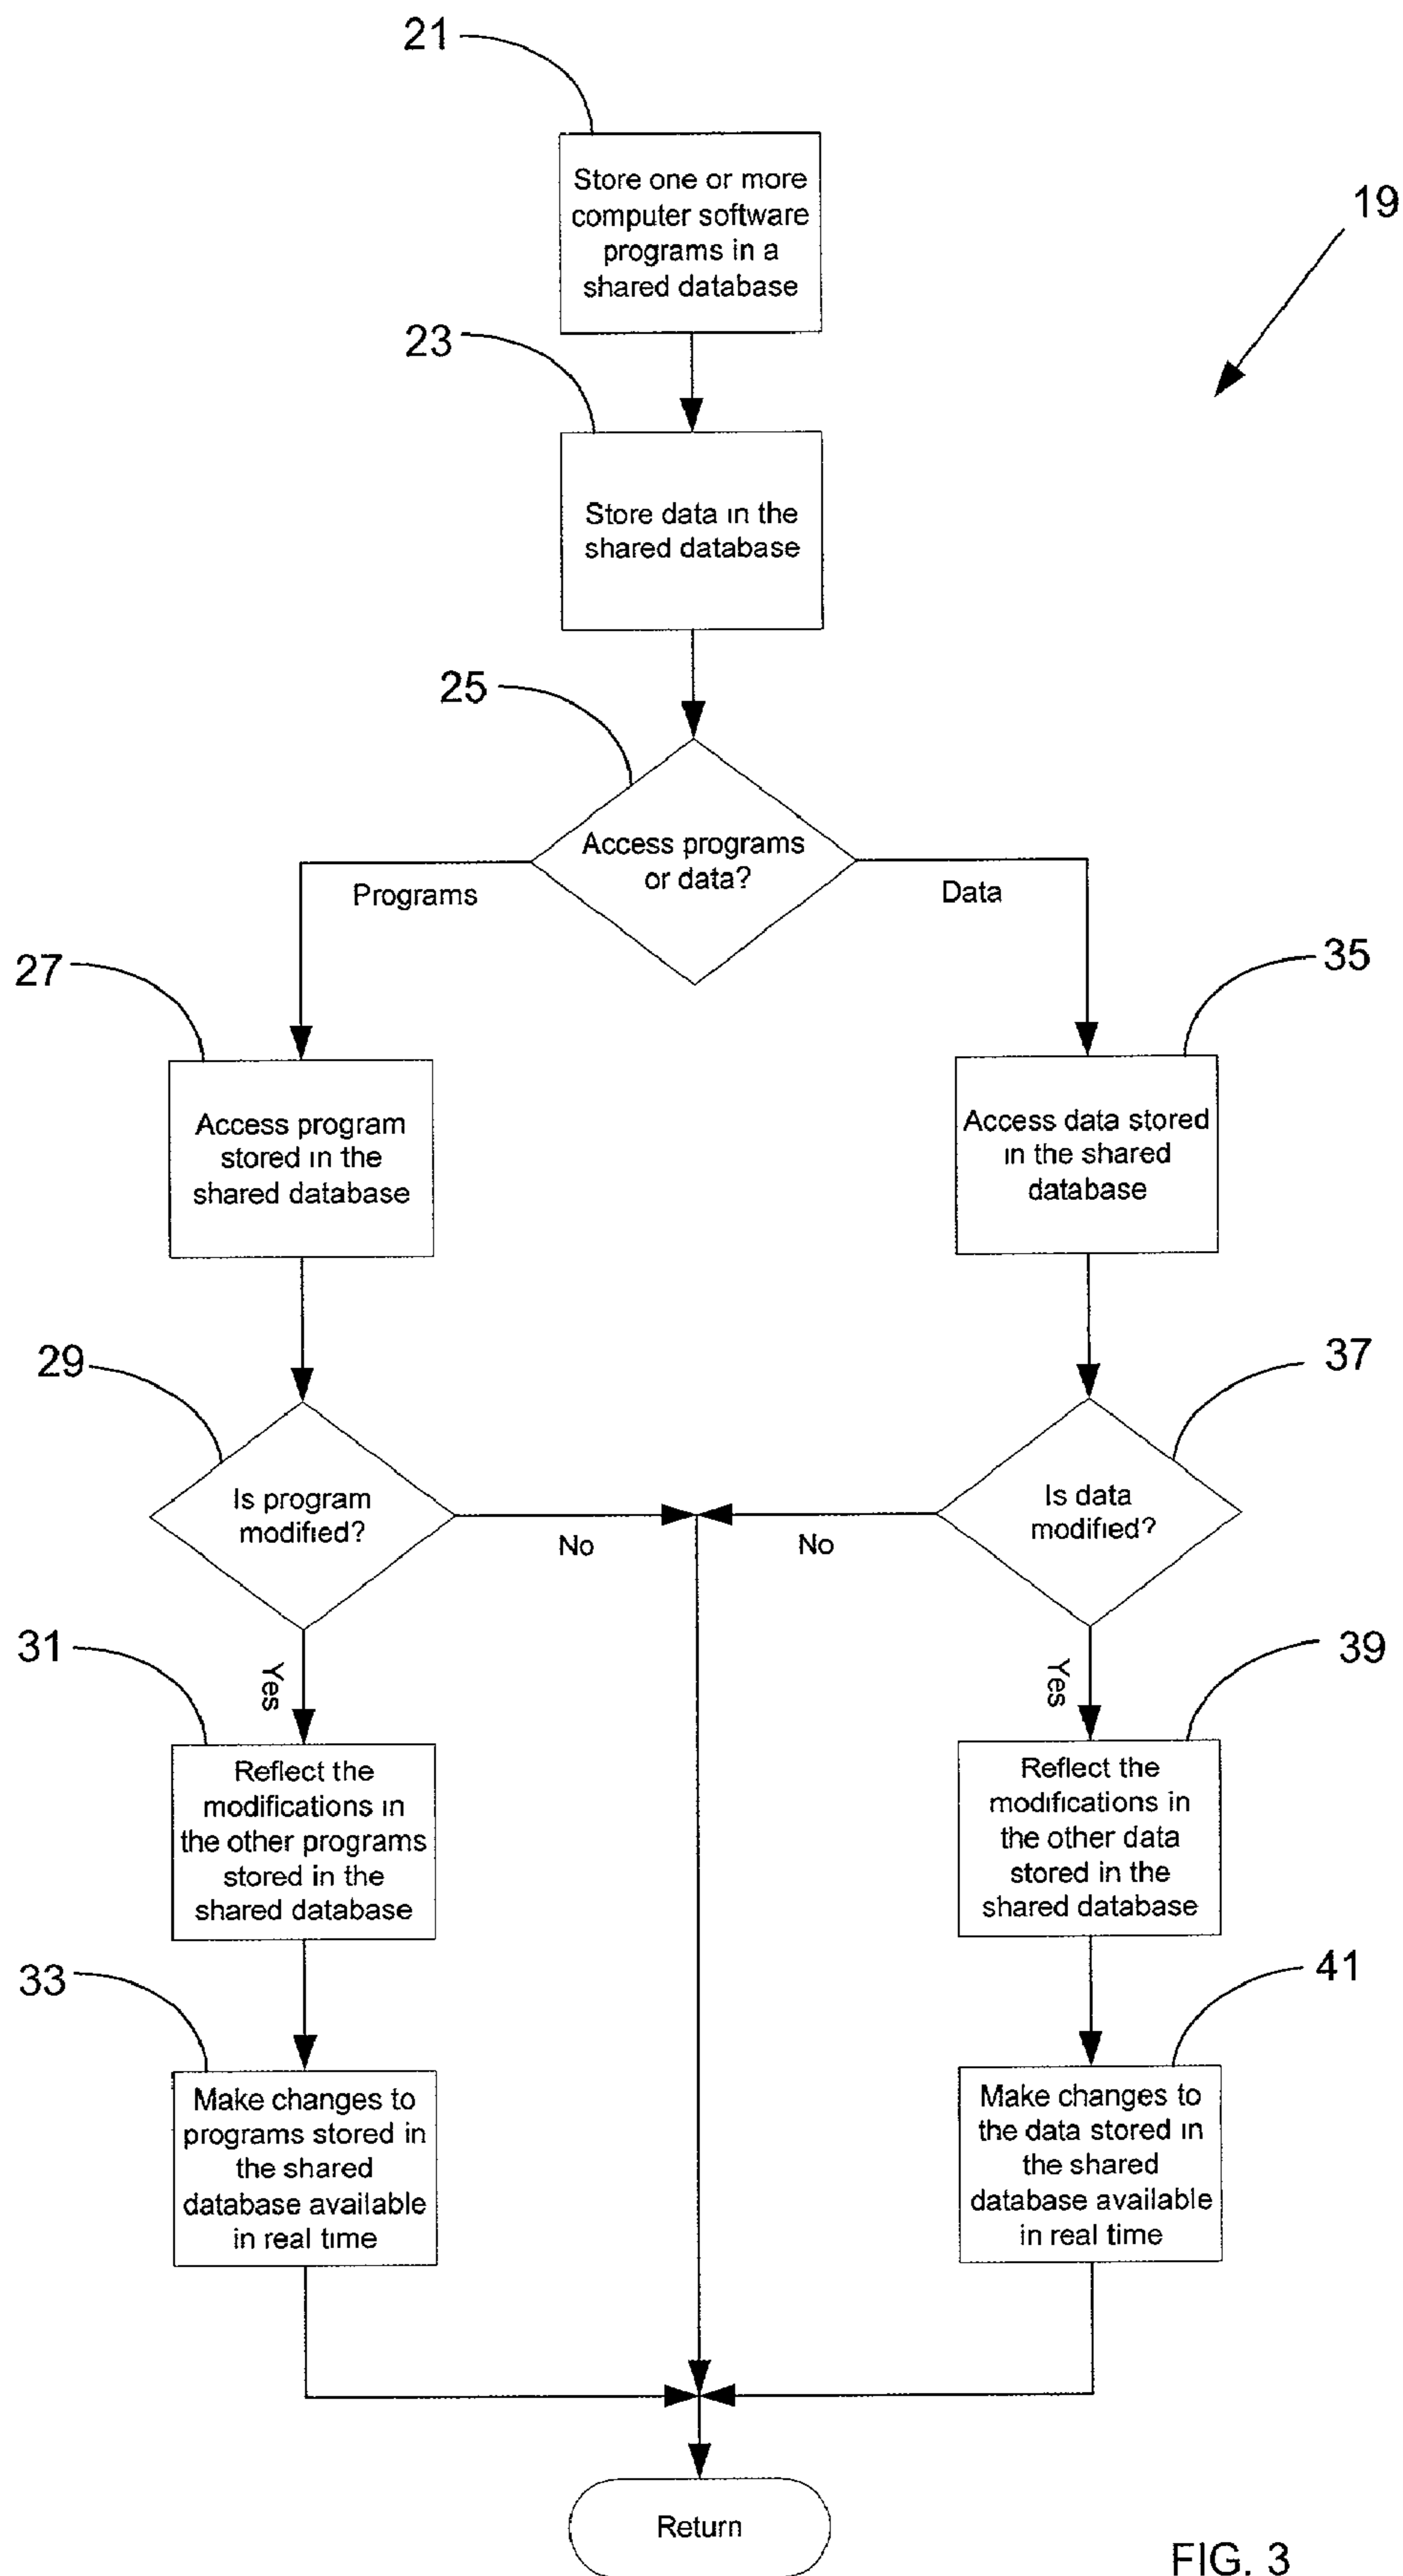 21
Store one or more
computer software
programs in a
shared database
19
23
Store data in the
shared database
25
Access programs
or data?
Programs
Data
27
Access program
stored in the
shared database
35
Access data stored
in the shared
database
29
Is program
modified?
No
37
Is data
modified?
No
31
Yes
Reflect the
modifications in
the other programs
stored in the
shared database
39
Yes
Reflect the
modifications in
the other data
stored in the
shared database
33
Make changes to
programs stored in
the shared
database available
in real time
41
Make changes to
the data stored in
the shared
database available
in real time
Return
FIG. 3